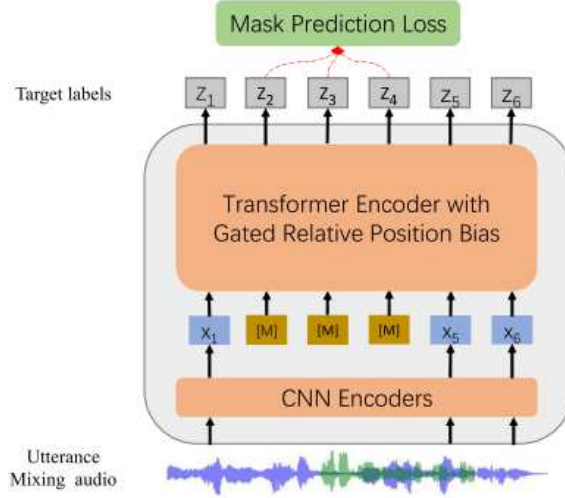 Mask Prediction Loss
Target labels
Z1 Z2 Z3 Z4 Z5 Z6
Transformer Encoder with
Gated Relative Position Bias
X1 [M] [M] [M] X5 X6
CNN Encoders
Utterance
Mixing audio